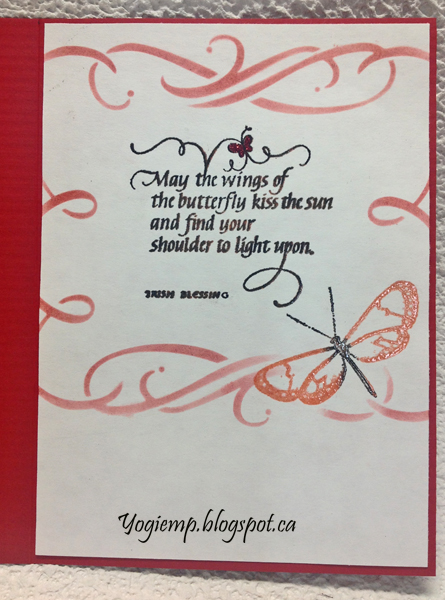 May the wings of
the butterfly kiss the sun
and find your
shoulder to light upon.
IRISH BLESSING
Yogiemp.blogspot.ca